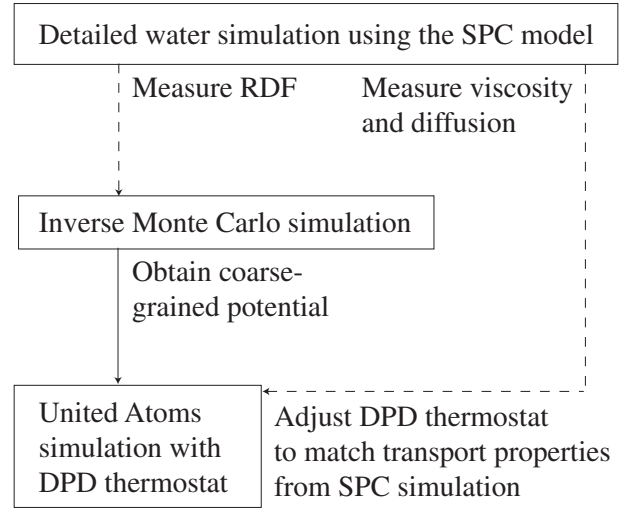 Detailed water simulation using the SPC model
Measure RDF
Measure viscosity
and diffusion
Inverse Monte Carlo simulation
Obtain coarse-
grained potential
United Atoms
simulation with
DPD thermostat
Adjust DPD thermostat
to match transport properties
from SPC simulation